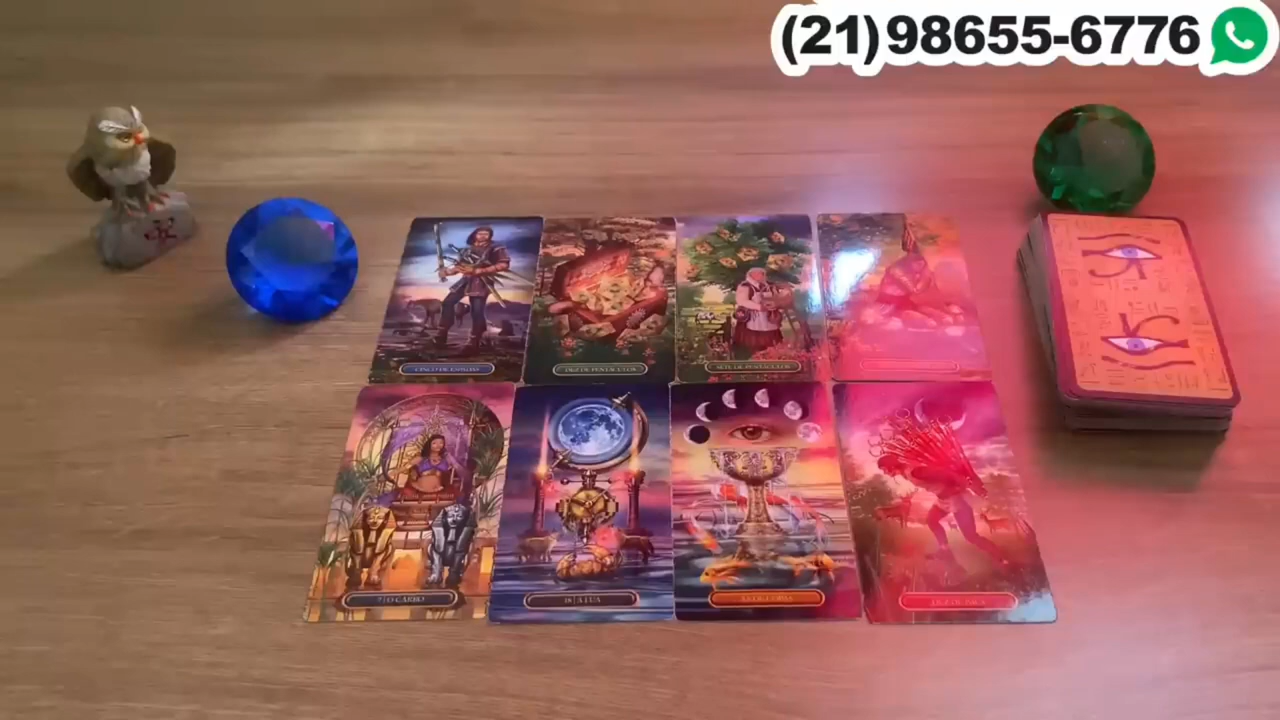 (21)98655-6776
CINCO DE ESPADAS
DEZ DE PENTÁCULOS
SETE DE PENTÁCULOS
7 | O CARRO
18 | A LUA
ÁS DE COPAS
DEZ DE PAUS